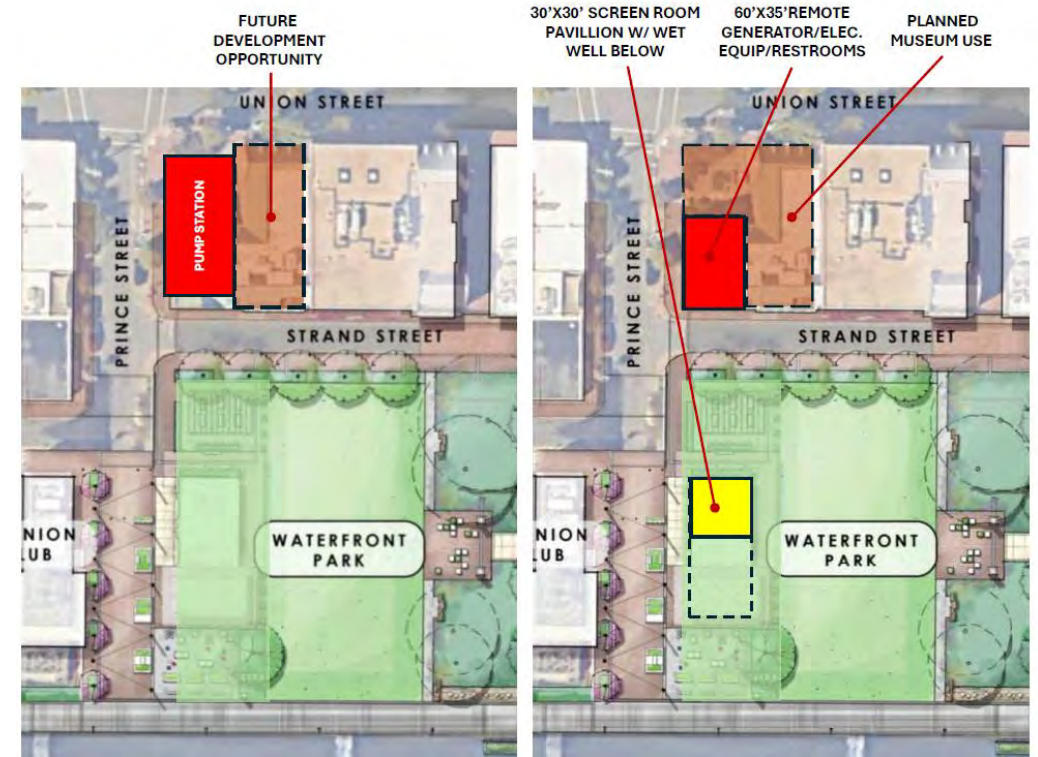 FUTURE
DEVELOPMENT
OPPORTUNITY
30'X30' SCREEN ROOM
PAVILLION W/ WET
WELL BELOW
60'X35'REMOTE
GENERATOR/ELEC.
EQUIP/RESTROOMS
PLANNED
MUSEUM USE
UNION STREET
PUMP STATION
PRINCE STREET
STRAND STREET
NION
LUB
WATERFRONT
PARK
UNION STREET
PRINCE STREET
STRAND STREET
NION
LUB
WATERFRONT
PARK